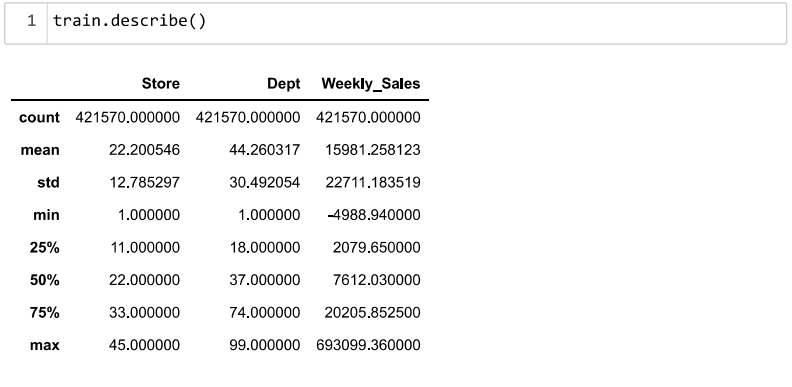 1 train.describe()
Store Dept Weekly_Sales
count 421570.000000 421570.000000 421570.000000
mean 22.200546 44.260317 15981.258123
std 12.785297 30.492054 22711.183519
min 1.000000 1.000000 -4988.940000
25% 11.000000 18.000000 2079.650000
50% 22.000000 37.000000 7612.030000
75% 33.000000 74.000000 20205.852500
max 45.000000 99.000000 693099.360000